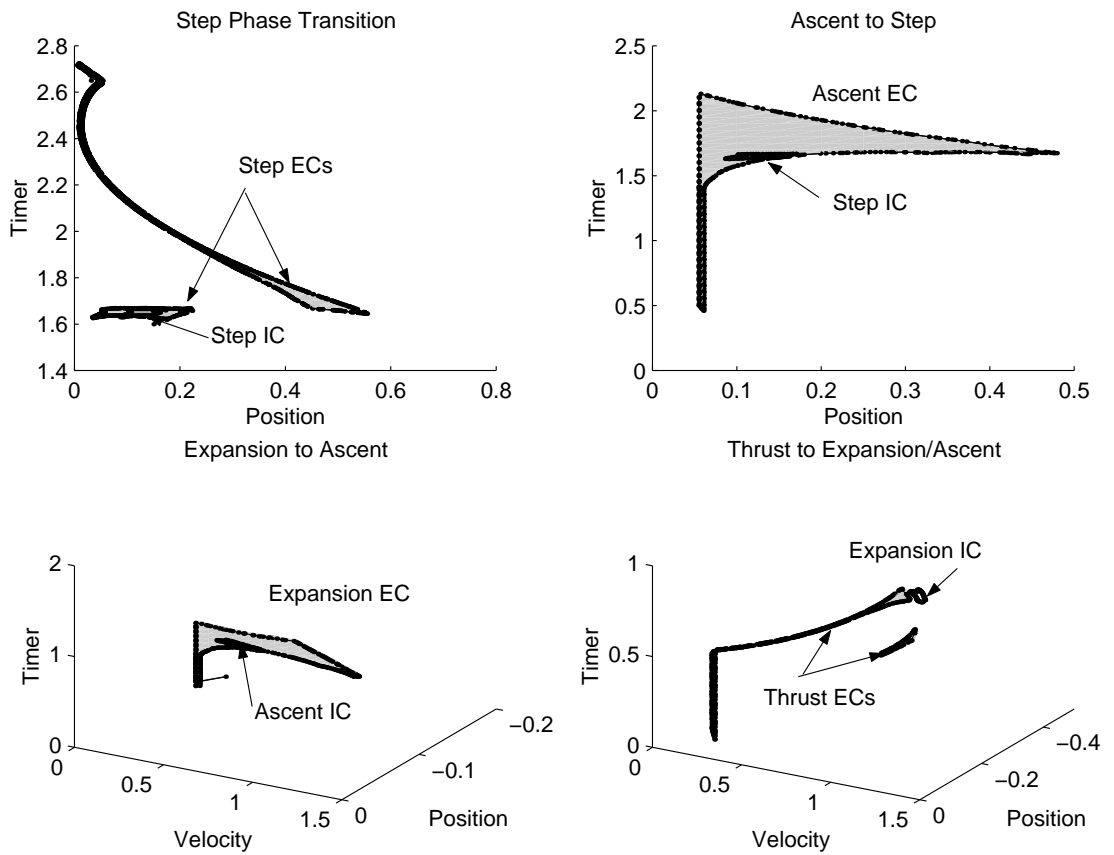 Step Phase Transition
2.8
2.6
2.4
2.2
2
1.8
1.6
1.4
Timer
Step ECs
Step IC
0
0.2
0.4
0.6
0.8
Position
Ascent to Step
2.5
2
1.5
1
0.5
0
Timer
Ascent EC
Step IC
0
0.1
0.2
0.3
0.4
0.5
Position
Expansion to Ascent
2
1
0
Timer
Expansion EC
Ascent IC
0
0.5
1
1.5
Velocity
0
−0.1
−0.2
Position
Thrust to Expansion/Ascent
1
0.5
0
Timer
Expansion IC
Thrust ECs
0
0.5
1
1.5
Velocity
0
−0.2
−0.4
Position